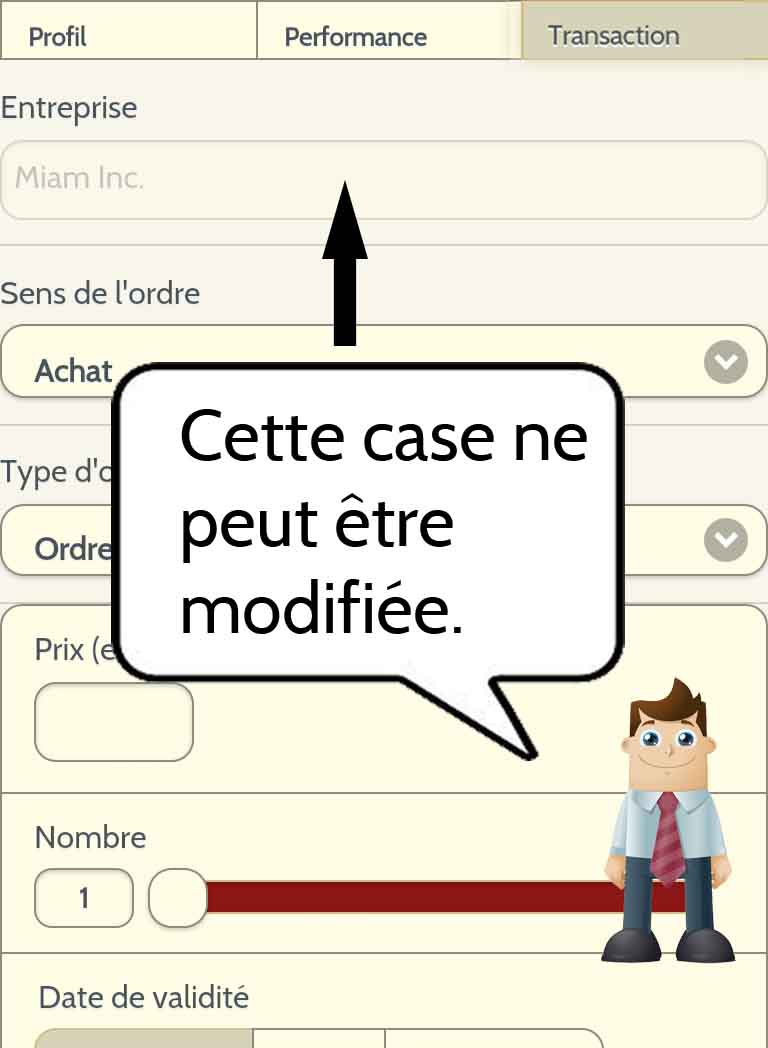 Profil Performance Transaction
Entreprise
Miam Inc.
Sens de l'ordre
Achat
Type
Ordre
Cette case ne
peut être
modifiée.
Prix
Nombre
1
Date de validité